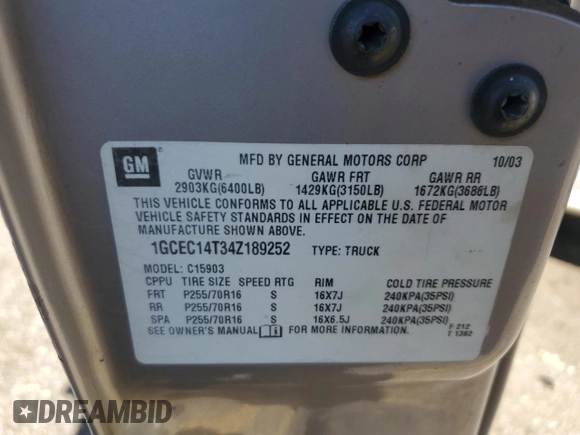 GM
MFD BY GENERAL MOTORS CORP 10/03
GVWR GAWR FRT GAWR RR
2903KG(6400LB) 1429KG(3150LB) 1672KG(3686LB)
THIS VEHICLE CONFORMS TO ALL APPLICABLE U.S. FEDERAL MOTOR
VEHICLE SAFETY STANDARDS IN EFFECT ON THE DATE OF
MANUFACTURE SHOWN ABOVE.
1GCEC14T34Z189252 TYPE: TRUCK
MODEL: C15903
CPPU TIRE SIZE SPEED RTG RIM COLD TIRE PRESSURE
FRT P255/70R16 S 16X7J 240KPA(35PSI)
RR P255/70R16 S 16X7J 240KPA(35PSI)
SPA P255/70R16 S 16X6.5J 240KPA(35PSI)
SEE OWNER'S MANUAL FOR MORE INFORMATION. F 212
T 1382
DREAMBID